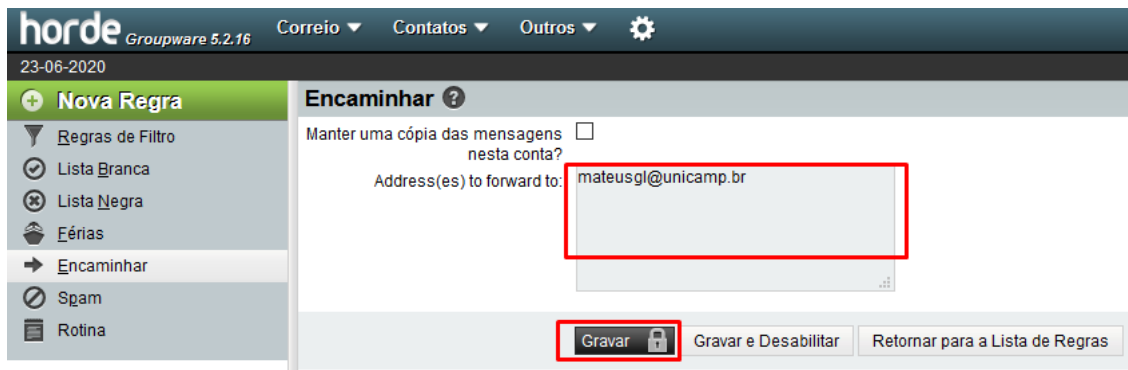 horde Groupware 5.2.16 Correio Contatos Outros
23-06-2020
Nova Regra
Regras de Filtro
Lista Branca
Lista Negra
Férias
Encaminhar
Spam
Rotina
Encaminhar
Manter uma cópia das mensagens
nesta conta?
Address(es) to forward to:
mateusgl@unicamp.br
Gravar Gravar e Desabilitar Retornar para a Lista de Regras